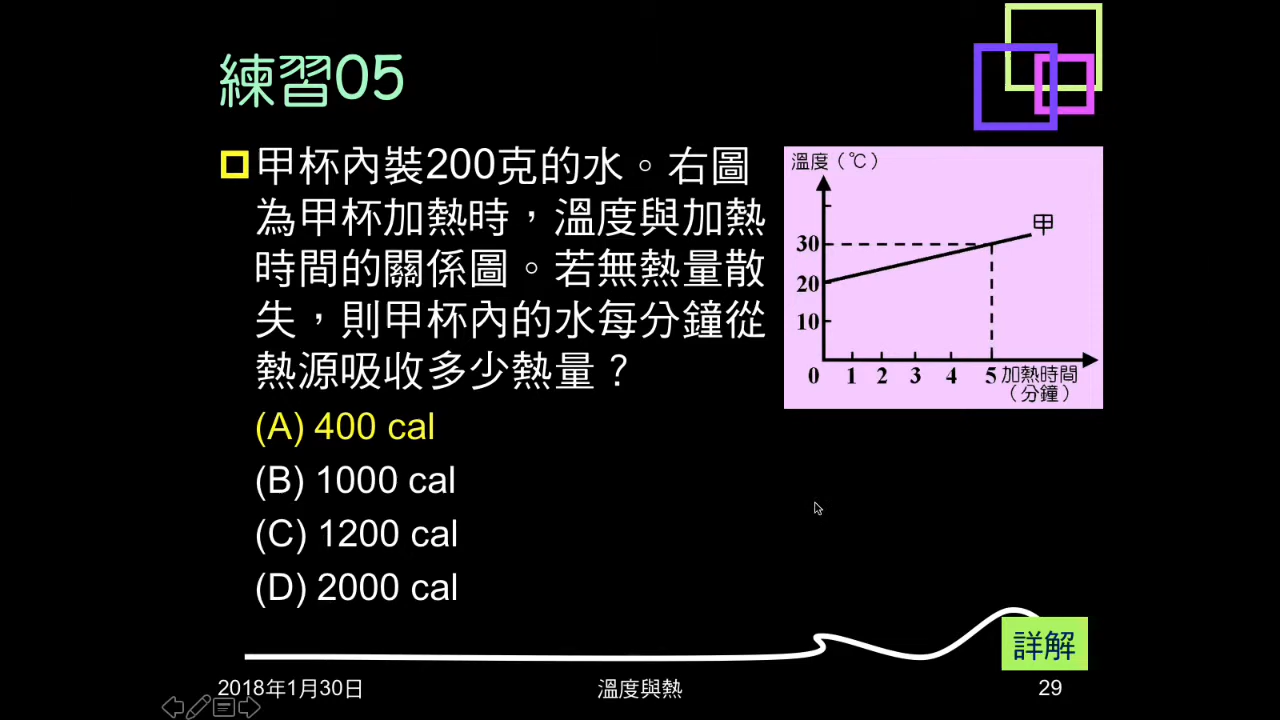 練習05
甲杯內裝200克的水。右圖
為甲杯加熱時，溫度與加熱
時間的關係圖。若無熱量散
失，則甲杯內的水每分鐘從
熱源吸收多少熱量？
(A) 400 cal
(B) 1000 cal
(C) 1200 cal
(D) 2000 cal
溫度（℃）
甲
30
20
10
0 1 2 3 4 5 加熱時間
（分鐘）
詳解
2018年1月30日
溫度與熱
29